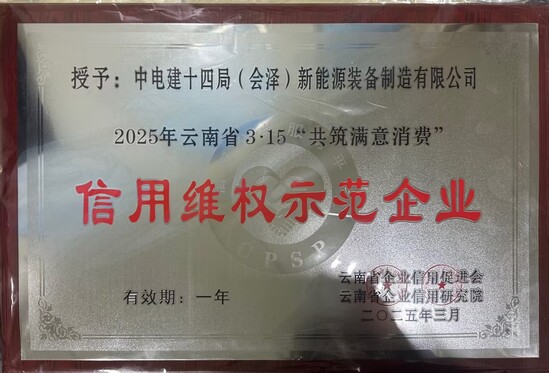 授予：中电建十四局（会泽）新能源装备制造有限公司
2025年云南省3·15“共筑满意消费”
信用维权示范企业
有效期：一年
云南省企业信用促进会
云南省企业信用研究院
二〇二五年三月